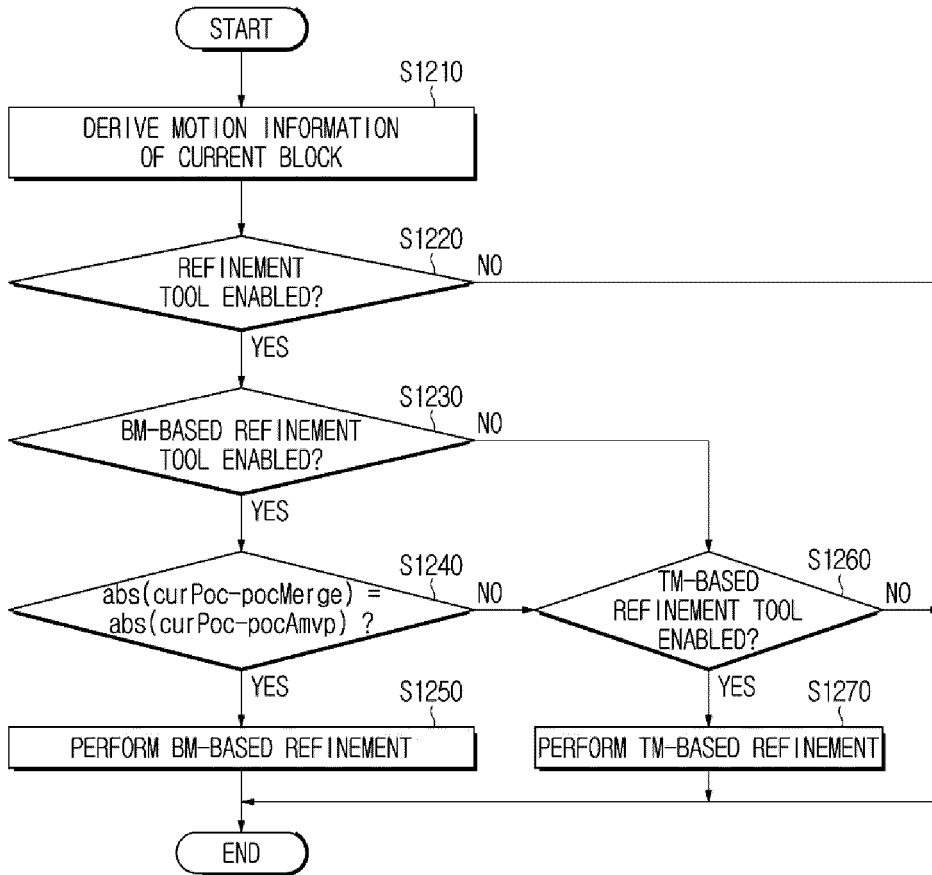 START
S1210
DERIVE MOTION INFORMATION
OF CURRENT BLOCK
S1220
REFINEMENT
TOOL ENABLED?
NO
YES
S1230
BM-BASED REFINEMENT
TOOL ENABLED?
NO
YES
S1240
abs(curPoc-pocMerge) =
abs(curPoc-pocAmvp) ?
NO
S1260
TM-BASED
REFINEMENT TOOL
ENABLED?
NO
YES
YES
S1250
PERFORM BM-BASED REFINEMENT
S1270
PERFORM TM-BASED REFINEMENT
END